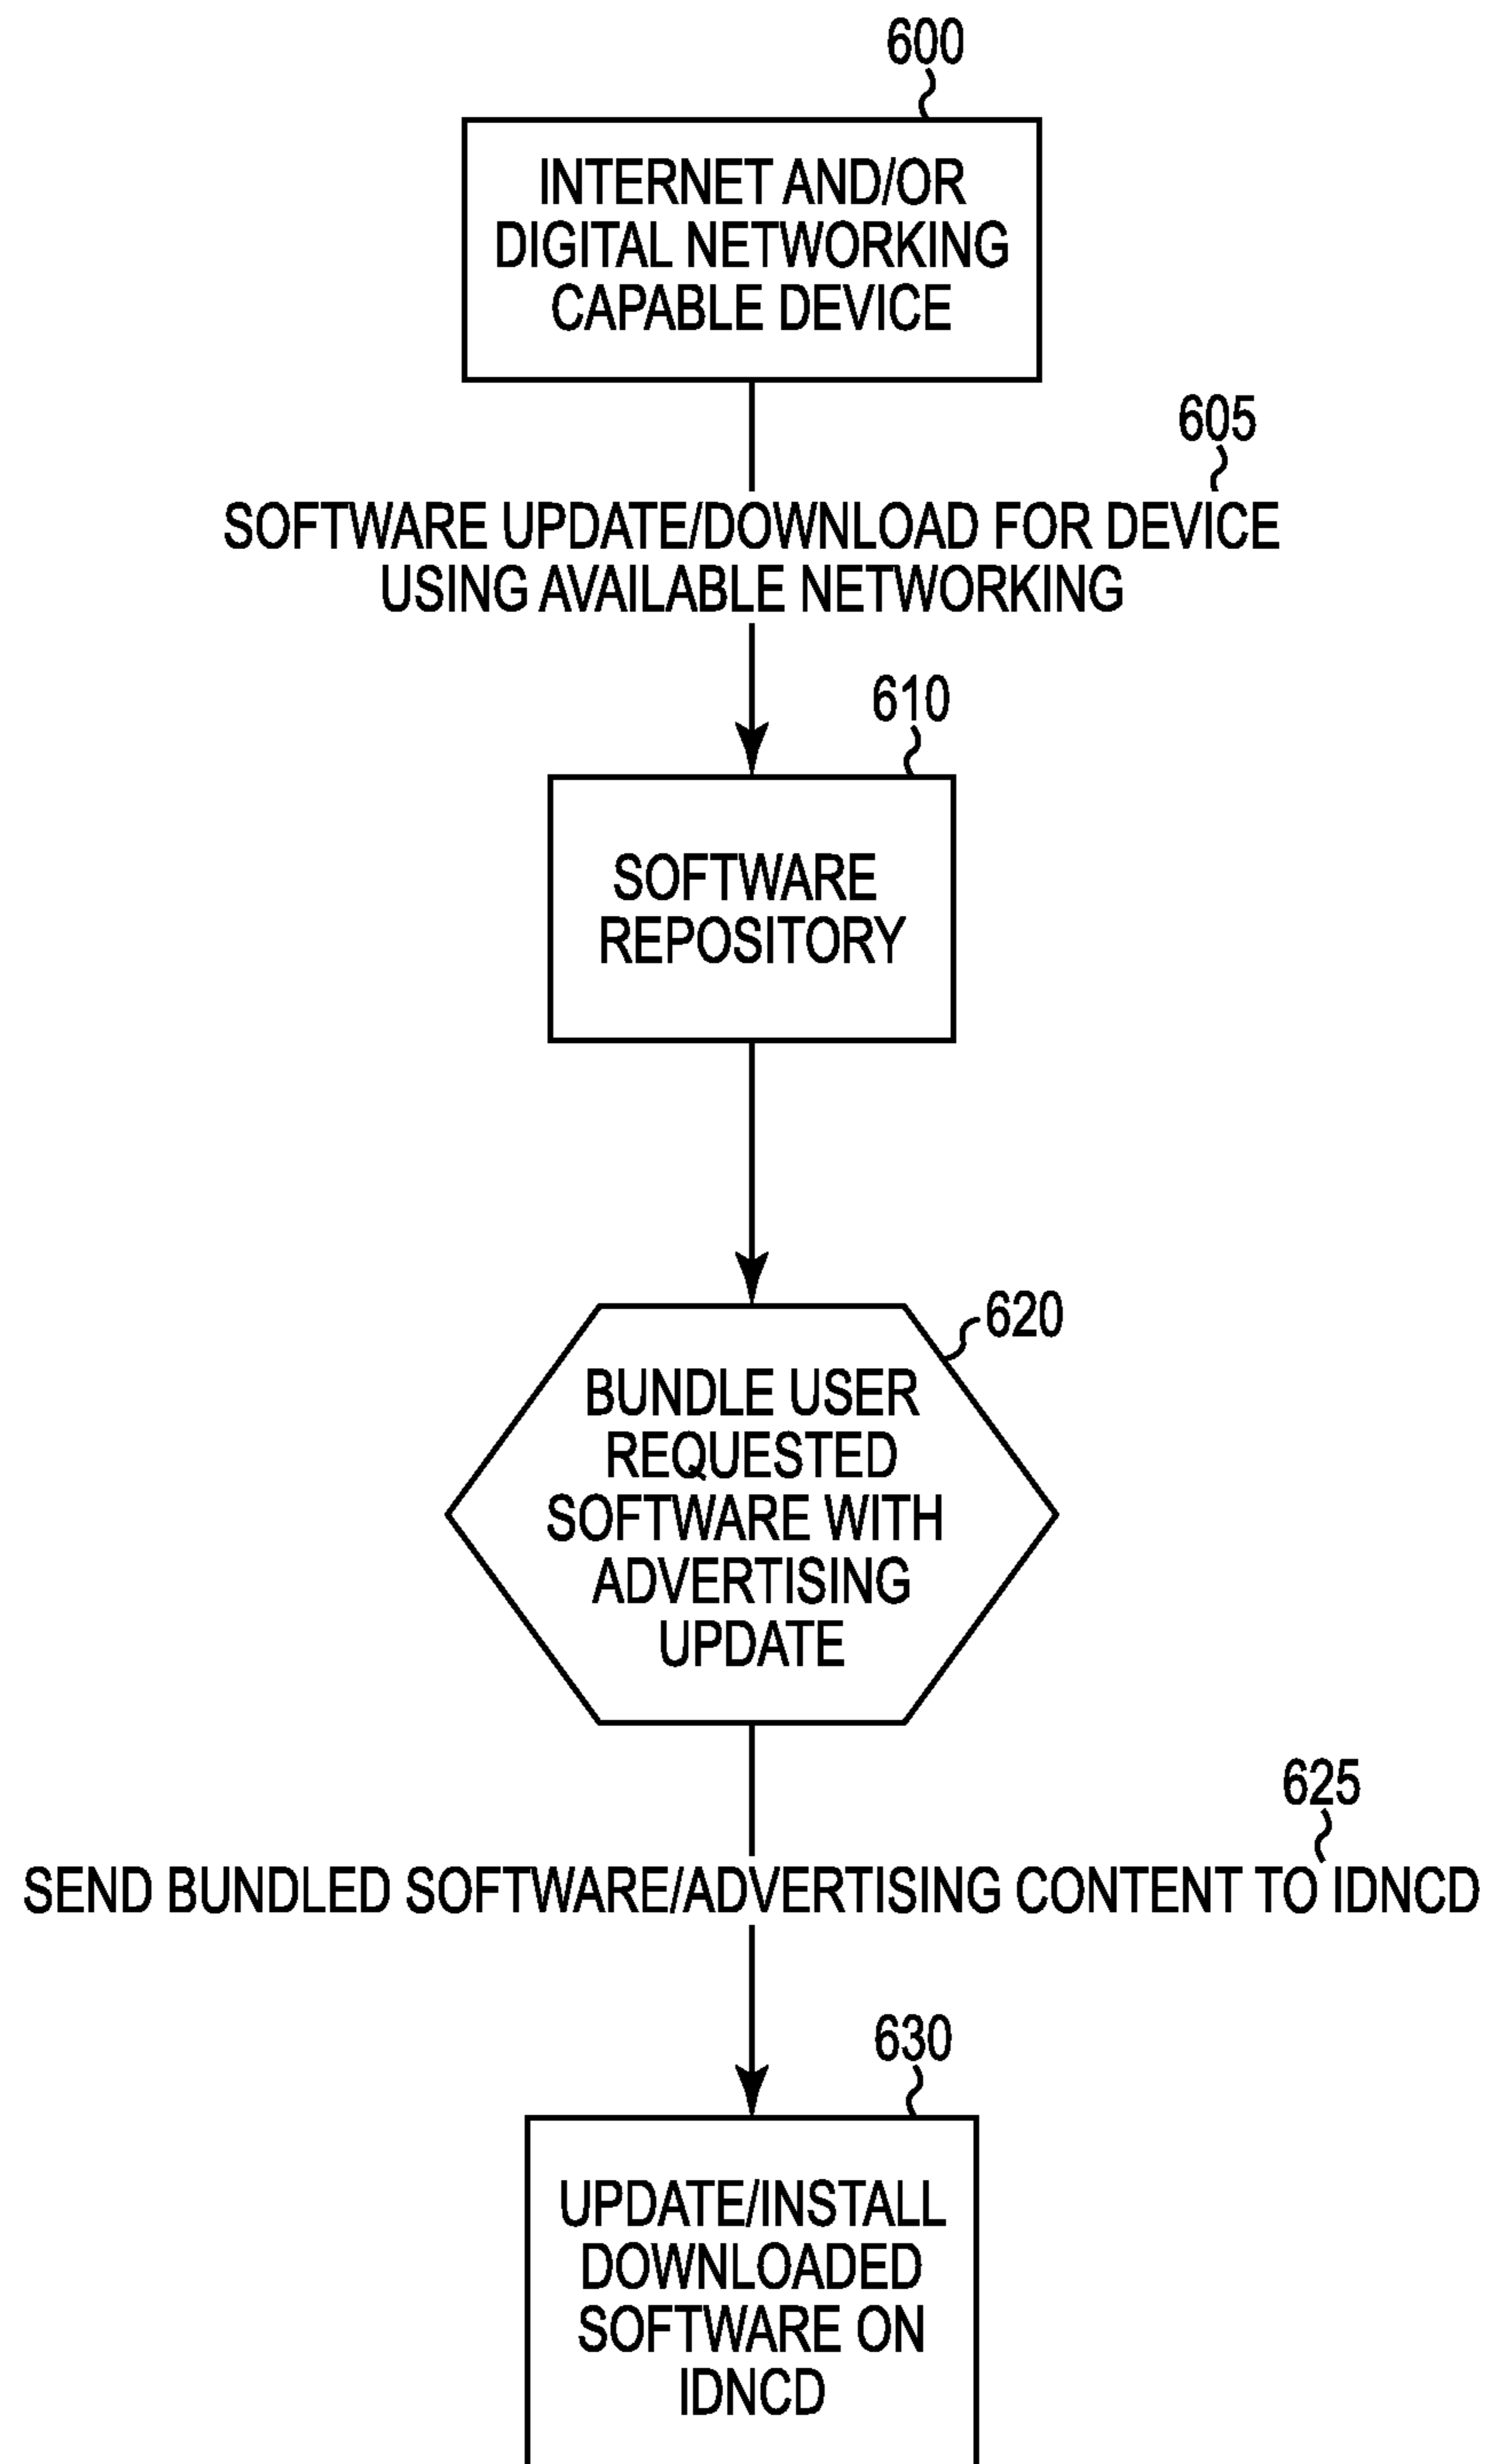 600
INTERNET AND/OR
DIGITAL NETWORKING
CAPABLE DEVICE
605
SOFTWARE UPDATE/DOWNLOAD FOR DEVICE
USING AVAILABLE NETWORKING
610
SOFTWARE
REPOSITORY
620
BUNDLE USER
REQUESTED
SOFTWARE WITH
ADVERTISING
UPDATE
625
SEND BUNDLED SOFTWARE/ADVERTISING CONTENT TO IDNCD
630
UPDATE/INSTALL
DOWNLOADED
SOFTWARE ON
IDNCD